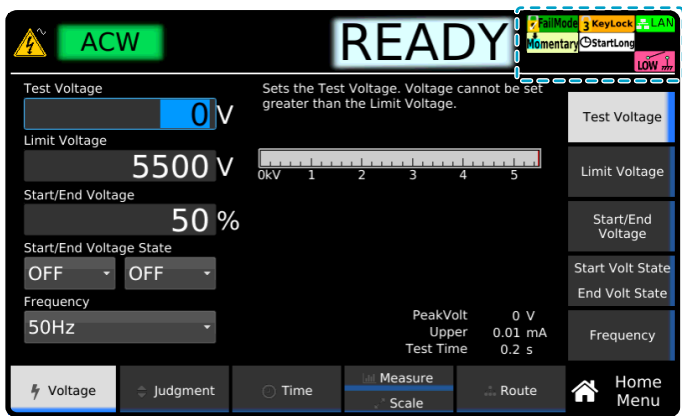 ACW
READY
FailMode
3 KeyLock
LAN
Momentary
StartLong
LOW
Test Voltage
0 V
Limit Voltage
5500 V
Start/End Voltage
50 %
Start/End Voltage State
OFF
OFF
Frequency
50Hz
Sets the Test Voltage. Voltage cannot be set
greater than the Limit Voltage.
0kV 1 2 3 4 5
PeakVolt 0 V
Upper 0.01 mA
Test Time 0.2 s
Test Voltage
Limit Voltage
Start/End
Voltage
Start Volt State
End Volt State
Frequency
Voltage
Judgment
Time
Measure
Scale
Route
Home
Menu